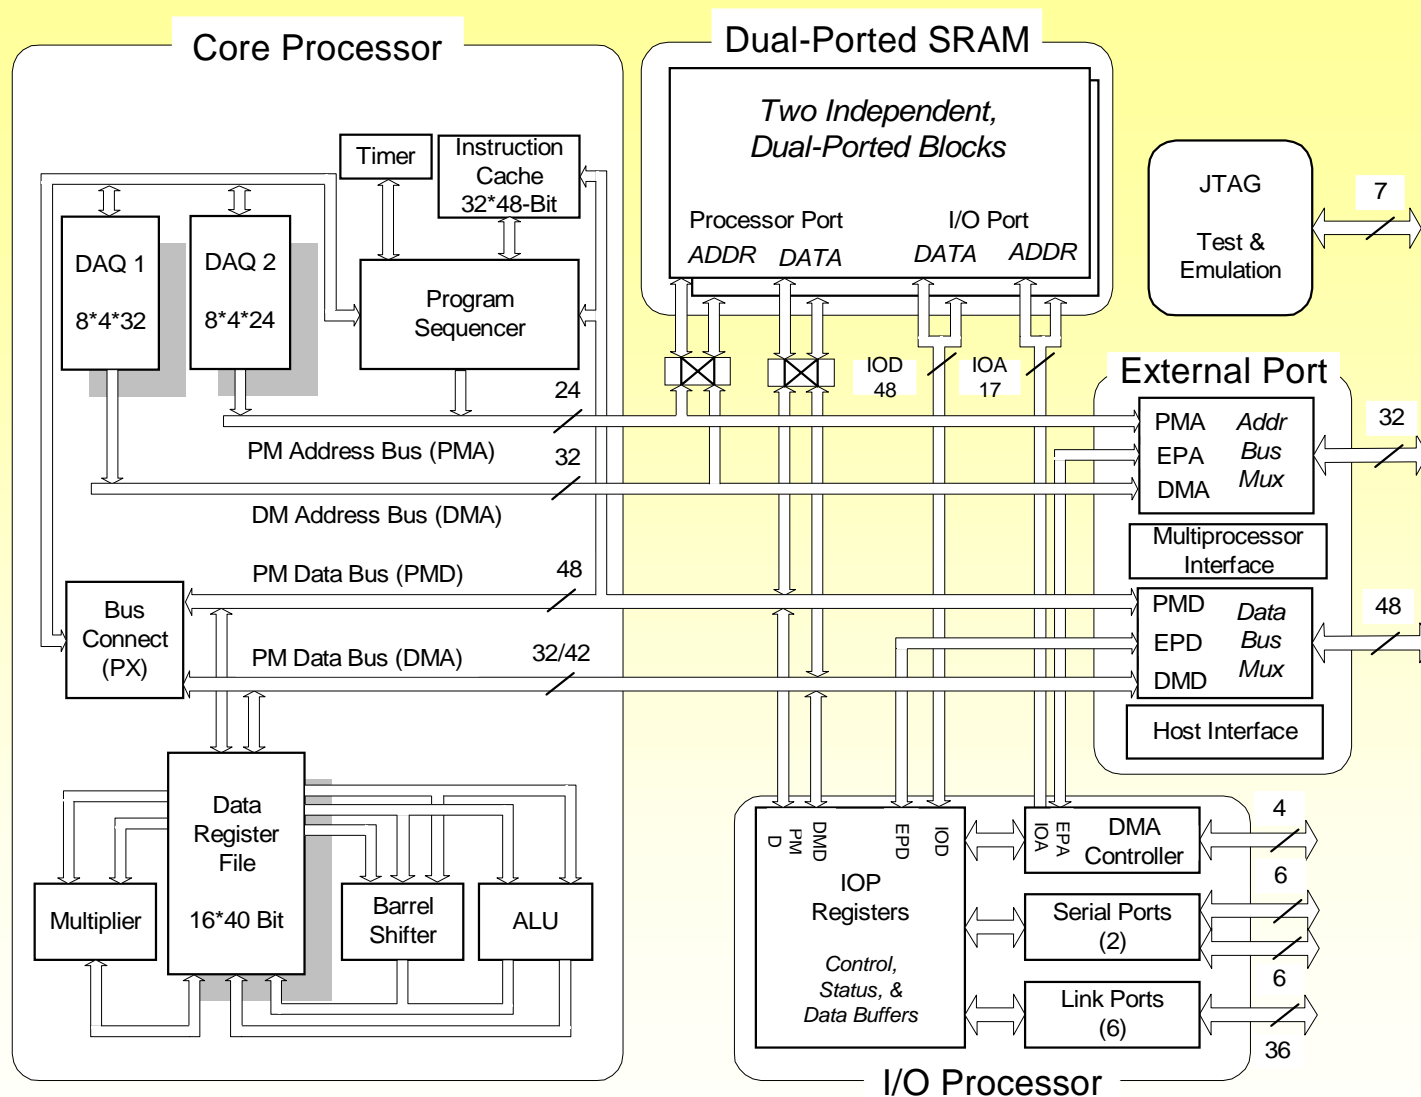 Core Processor
Timer
Instruction
Cache
32*48-Bit
DAQ 1
8*4*32
DAQ 2
8*4*24
Program
Sequencer
24
PM Address Bus (PMA)
32
DM Address Bus (DMA)
PM Data Bus (PMD)
48
Bus
Connect
(PX)
PM Data Bus (DMA)
32/42
Data
Register
File
16*40 Bit
Multiplier
Barrel
Shifter
ALU
Dual-Ported SRAM
Two Independent,
Dual-Ported Blocks
Processor Port
I/O Port
ADDR
DATA
DATA
ADDR
IOD
48
IOA
17
JTAG
Test &
Emulation
7
External Port
PMA
EPA
DMA
Addr
Bus
Mux
32
Multiprocessor
Interface
PMD
EPD
DMD
Data
Bus
Mux
48
Host Interface
PM
D
DMD
EPD
IOD
IOP
Registers
Control,
Status, &
Data Buffers
IOA
EPA
DMA
Controller
4
Serial Ports
(2)
6
6
Link Ports
(6)
36
I/O Processor